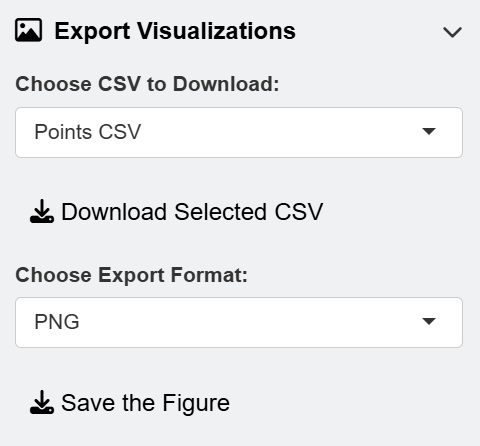 Export Visualizations
Choose CSV to Download:
Points CSV
Download Selected CSV
Choose Export Format:
PNG
Save the Figure